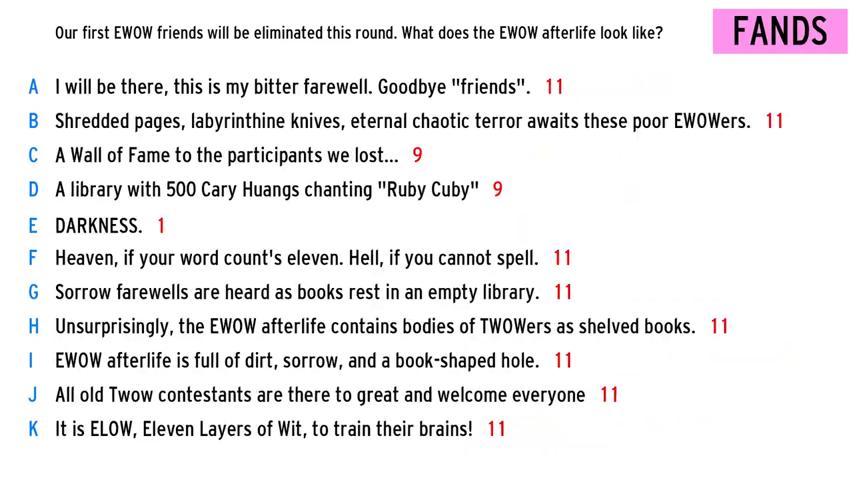 Our first EWOW friends will be eliminated this round. What does the EWOW afterlife look like?
FANDS
A I will be there, this is my bitter farewell. Goodbye "friends". 11
B Shredded pages, labyrinthine knives, eternal chaotic terror awaits these poor EWOWers. 11
C A Wall of Fame to the participants we lost... 9
D A library with 500 Cary Huangs chanting "Ruby Cuby" 9
E DARKNESS. 1
F Heaven, if your word count's eleven. Hell, if you cannot spell. 11
G Sorrow farewells are heard as books rest in an empty library. 11
H Unsurprisingly, the EWOW afterlife contains bodies of TWOWers as shelved books. 11
I EWOW afterlife is full of dirt, sorrow, and a book-shaped hole. 11
J All old Twow contestants are there to great and welcome everyone 11
K It is ELOW, Eleven Layers of Wit, to train their brains! 11